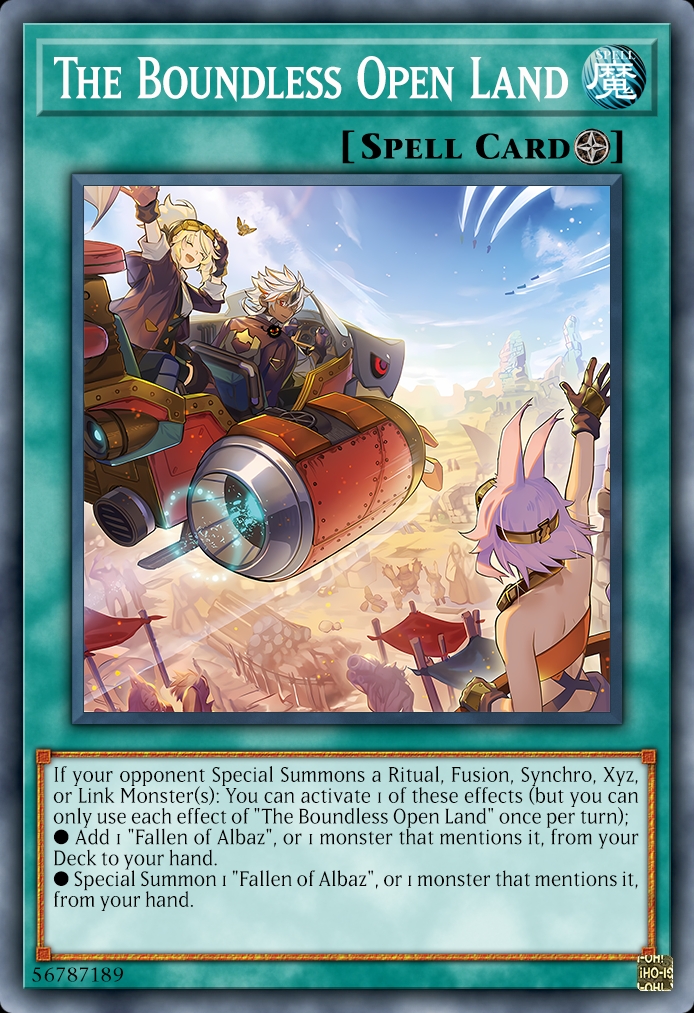 THE BOUNDLESS OPEN LAND
SPELL
魔
[SPELL CARD]
If your opponent Special Summons a Ritual, Fusion, Synchro, Xyz,
or Link Monster(s): You can activate 1 of these effects (but you can
only use each effect of "The Boundless Open Land" once per turn);
● Add 1 "Fallen of Albaz", or 1 monster that mentions it, from your
Deck to your hand.
● Special Summon 1 "Fallen of Albaz", or 1 monster that mentions it,
from your hand.
56787189